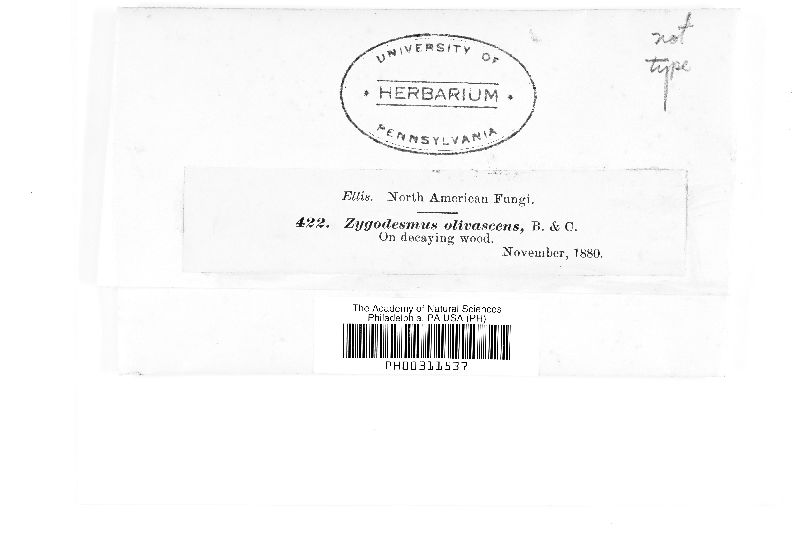 not
type
UNIVERSITY OF
HERBARIUM
PENNSYLVANIA
Ellis. North American Fungi.
422. Zygodesmus olivascens, B. & C.
On decaying wood.
November, 1880.
The Academy of Natural Sciences
Philadelphia, PA USA (PH)
PH00311537